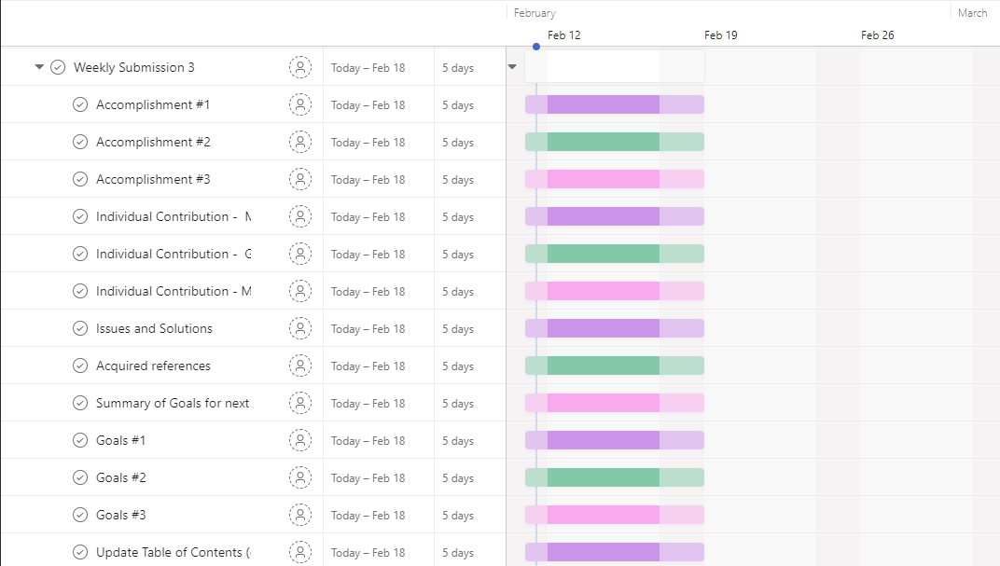 February March
Feb 12 Feb 19 Feb 26
Weekly Submission 3 Today – Feb 18 5 days
Accomplishment #1 Today – Feb 18 5 days
Accomplishment #2 Today – Feb 18 5 days
Accomplishment #3 Today – Feb 18 5 days
Individual Contribution - Today – Feb 18 5 days
Individual Contribution - Today – Feb 18 5 days
Individual Contribution - M Today – Feb 18 5 days
Issues and Solutions Today – Feb 18 5 days
Acquired references Today – Feb 18 5 days
Summary of Goals for next Today – Feb 18 5 days
Goals #1 Today – Feb 18 5 days
Goals #2 Today – Feb 18 5 days
Goals #3 Today – Feb 18 5 days
Update Table of Contents ( Today – Feb 18 5 days